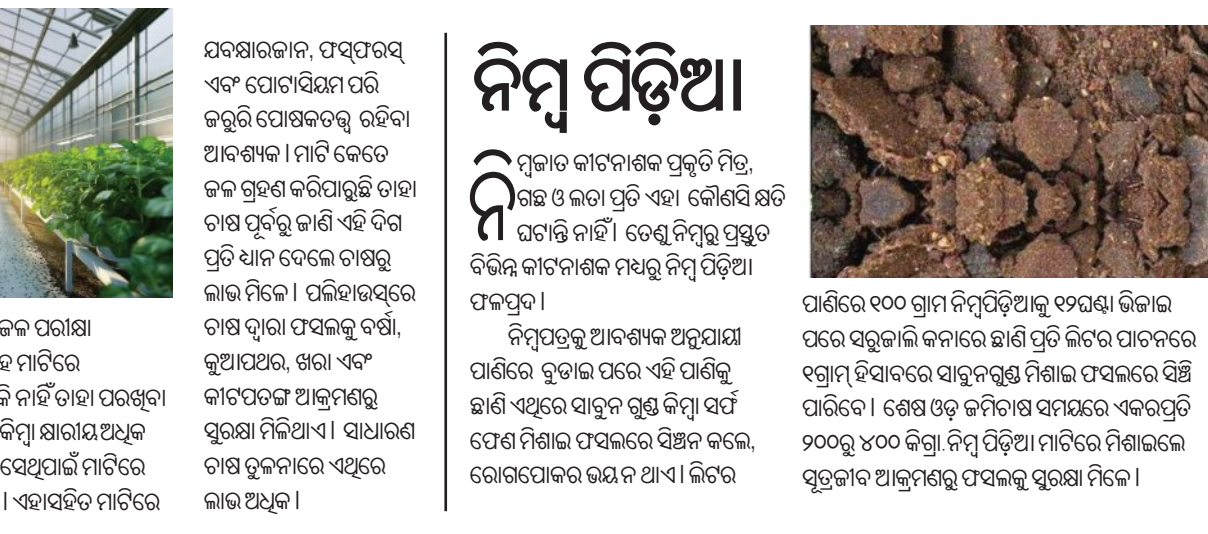 ଜଳ ପରୀକ୍ଷା
ମାଟିରେ
କି ନାହିଁ ତାହା ପରଖିବା
କିମ୍ବା କ୍ଷାରୀୟ ଅଧିକ
ସେଥିପାଇଁ ମାଟିରେ
। ଏହାସହିତ ମାଟିରେ
ଯବକ୍ଷାରଜାନ, ଫସ୍‌ଫରସ୍
ଏବଂ ପୋଟାସିୟମ ପରି
ଜରୁରି ପୋଷକତତ୍ତ୍ୱ ରହିବା
ଆବଶ୍ୟକ । ମାଟି କେତେ
ଜଳ ଗ୍ରହଣ କରିପାରୁଛି ତାହା
ଚାଷ ପୂର୍ବରୁ ଜାଣି ଏହି ଦିଗ
ପ୍ରତି ଧ୍ୟାନ ଦେଲେ ଚାଷରୁ
ଲାଭ ମିଳେ । ପଲିହାଉସ୍‌ରେ
ଚାଷ ଦ୍ୱାରା ଫସଲକୁ ବର୍ଷା,
କୁଆପଥର, ଖରା ଏବଂ
କୀଟପତଙ୍ଗ ଆକ୍ରମଣରୁ
ସୁରକ୍ଷା ମିଳିଥାଏ । ସାଧାରଣ
ଚାଷ ତୁଳନାରେ ଏଥିରେ
ଲାଭ ଅଧିକ ।
ନିମ୍ବ ପିଡ଼ିଆ
ନିମ୍ବଜାତ କୀଟନାଶକ ପ୍ରକୃତି ମିତ୍ର,
ଗଛ ଓ ଲତା ପ୍ରତି ଏହା କୌଣସି କ୍ଷତି
ଘଟାନ୍ତି ନାହିଁ । ତେଣୁ ନିମ୍ବରୁ ପ୍ରସ୍ତୁତ
ବିଭିନ୍ନ କୀଟନାଶକ ମଧ୍ୟରୁ ନିମ୍ବ ପିଡ଼ିଆ
ଫଳପ୍ରଦ ।
ନିମ୍ବପତ୍ରକୁ ଆବଶ୍ୟକ ଅନୁଯାୟୀ
ପାଣିରେ ବୁଡାଇ ପରେ ଏହି ପାଣିକୁ
ଛାଣି ଏଥିରେ ସାବୁନ ଗୁଣ୍ଡ କିମ୍ବା ସର୍ଫ
ଫେଣ ମିଶାଇ ଫସଲରେ ସିଞ୍ଚନ କଲେ,
ରୋଗପୋକର ଭୟ ନ ଥାଏ । ଲିଟର
ପାଣିରେ ୧୦୦ ଗ୍ରାମ ନିମ୍ବପିଡ଼ିଆକୁ ୧୨ଘଣ୍ଟା ଭିଜାଇ
ପରେ ସରୁଜାଲି କନାରେ ଛାଣି ପ୍ରତି ଲିଟର ପାଚନରେ
୧ଗ୍ରାମ୍ ହିସାବରେ ସାବୁନଗୁଣ୍ଡ ମିଶାଇ ଫସଲରେ ସିଞ୍ଚି
ପାରିବେ । ଶେଷ ଓଡ଼ ଜମିଚାଷ ସମୟରେ ଏକରପ୍ରତି
୨୦୦ରୁ ୪୦୦ କିଗ୍ରା. ନିମ୍ବ ପିଡ଼ିଆ ମାଟିରେ ମିଶାଇଲେ
ସୂତ୍ରଜୀବ ଆକ୍ରମଣରୁ ଫସଲକୁ ସୁରକ୍ଷା ମିଳେ ।